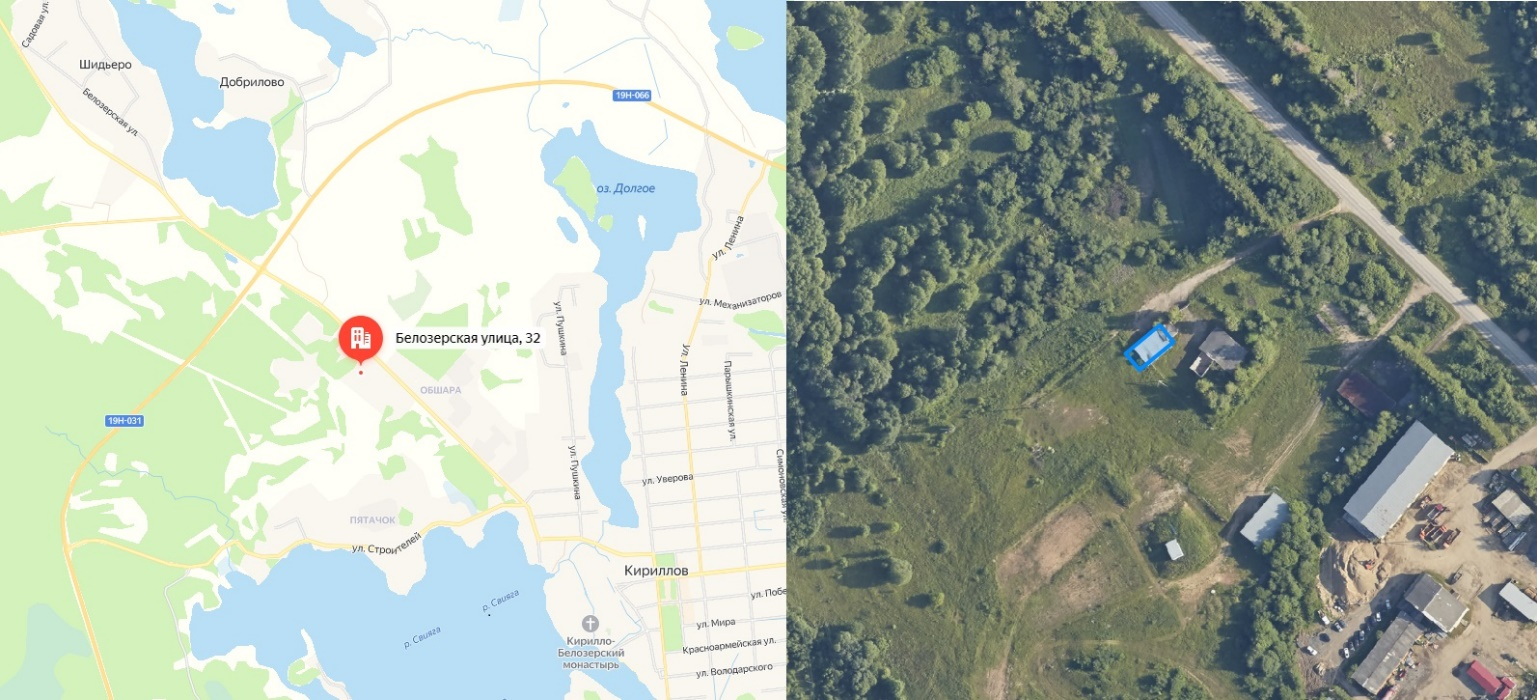 Садовая ул.
Шидьеро
Добрилово
Белозерская ул.
19Н-066
оз. Долгое
ул. Ленина
ул. Механизаторов
ул. Пушкина
Белозерская улица, 32
ул. Ленина
Парышкинская ул.
ОБШАРА
19Н-031
ул. Пушкина
ул. Уверова
Симоновская ул.
ПЯТАЧОК
ул. Строителей
Кириллов
р. Свияга
ул. Побе
р. Свияга
ул. Мира
Кирилло-
Белозерский
монастырь
Красноармейская ул.
ул. Володарского